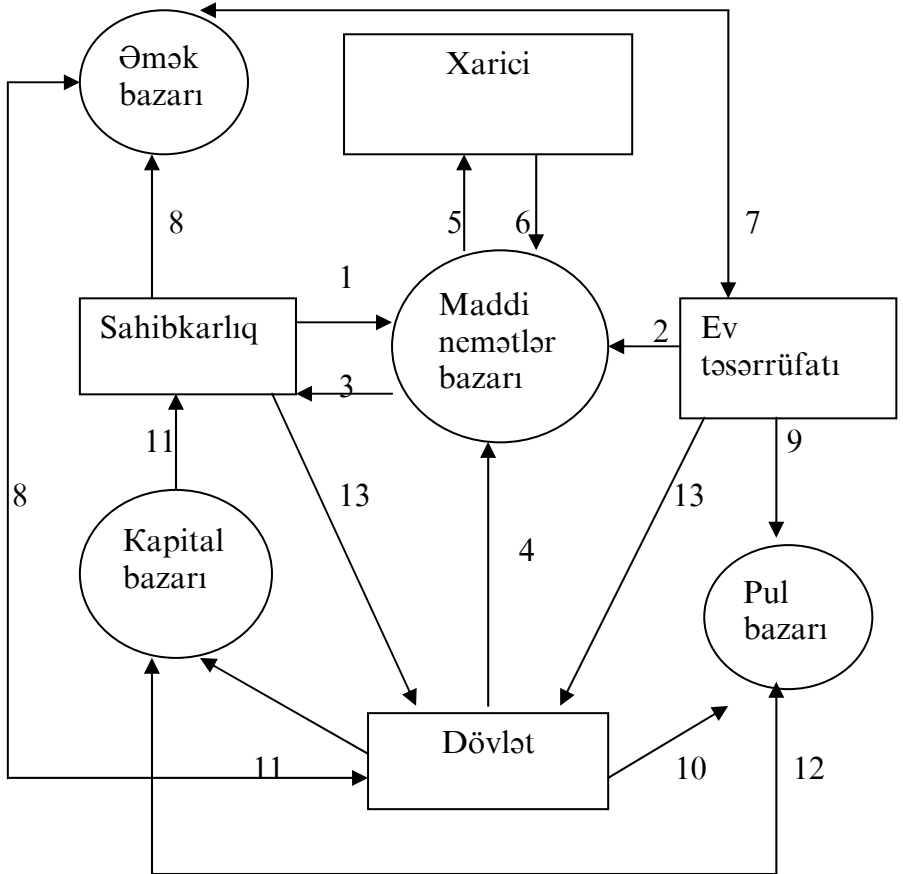 Əmək
bazarı
Xarici
8
5
6
7
1
Sahibkarlıq
Maddi
nemətlər
bazarı
2
Ev
təsərrüfatı
3
11
13
13
9
8
4
Kapital
bazarı
Pul
bazarı
Dövlət
11
10
12